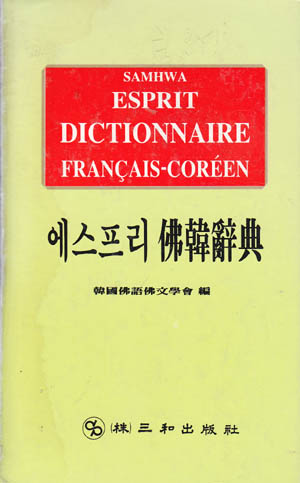 SAMHWA
ESPRIT
DICTIONNAIRE
FRANÇAIS-CORÉEN
에스프리 佛韓辭典
韓國佛語佛文學會 編
(株) 三和出版社